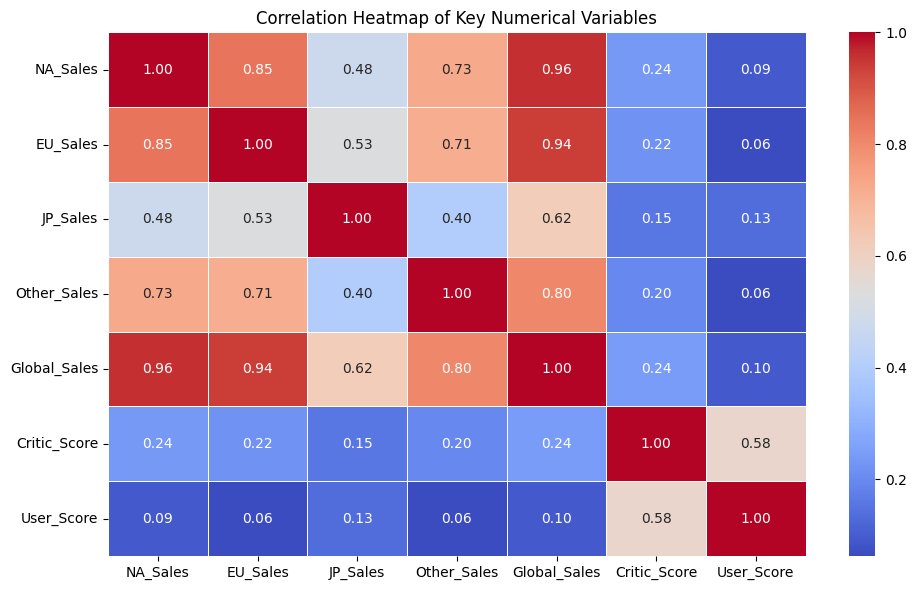 Correlation Heatmap of Key Numerical Variables
NA_Sales 1.00 0.85 0.48 0.73 0.96 0.24 0.09
EU_Sales 0.85 1.00 0.53 0.71 0.94 0.22 0.06
JP_Sales 0.48 0.53 1.00 0.40 0.62 0.15 0.13
Other_Sales 0.73 0.71 0.40 1.00 0.80 0.20 0.06
Global_Sales 0.96 0.94 0.62 0.80 1.00 0.24 0.10
Critic_Score 0.24 0.22 0.15 0.20 0.24 1.00 0.58
User_Score 0.09 0.06 0.13 0.06 0.10 0.58 1.00
NA_Sales EU_Sales JP_Sales Other_Sales Global_Sales Critic_Score User_Score
1.0
0.8
0.6
0.4
0.2